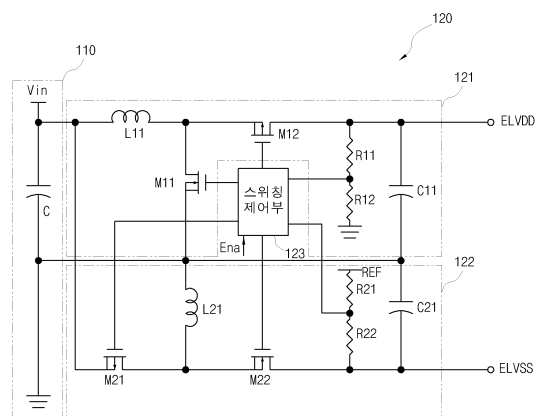 120
110
121
Vin
L11
M12
ELVDD
R11
M11
스위칭
제어부
R12
C11
C
Ena
123
122
REF
R21
L21
C21
R22
M21
M22
ELVSS